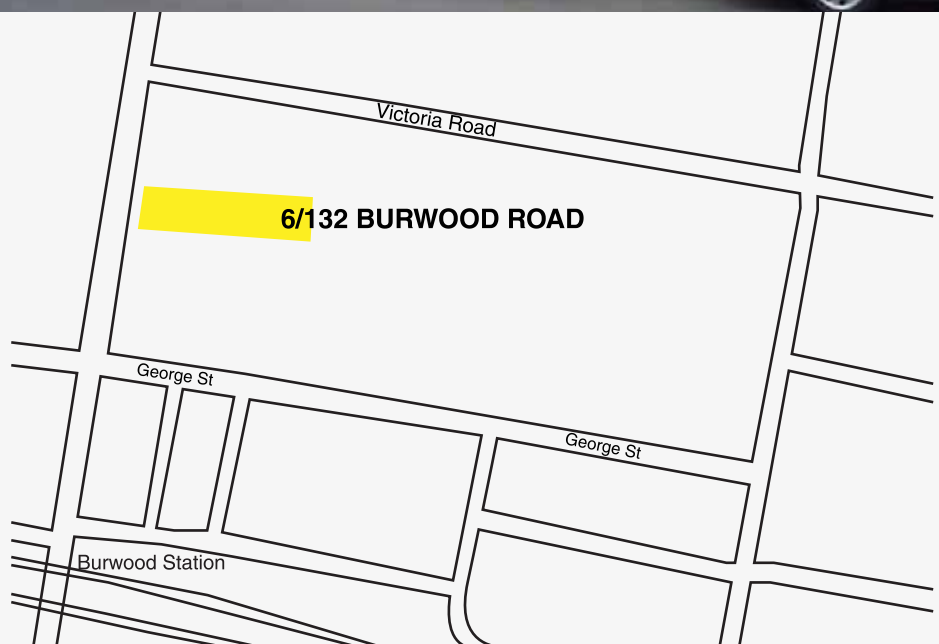 Victoria Road
6/132 BURWOOD ROAD
George St
George St
Burwood Station